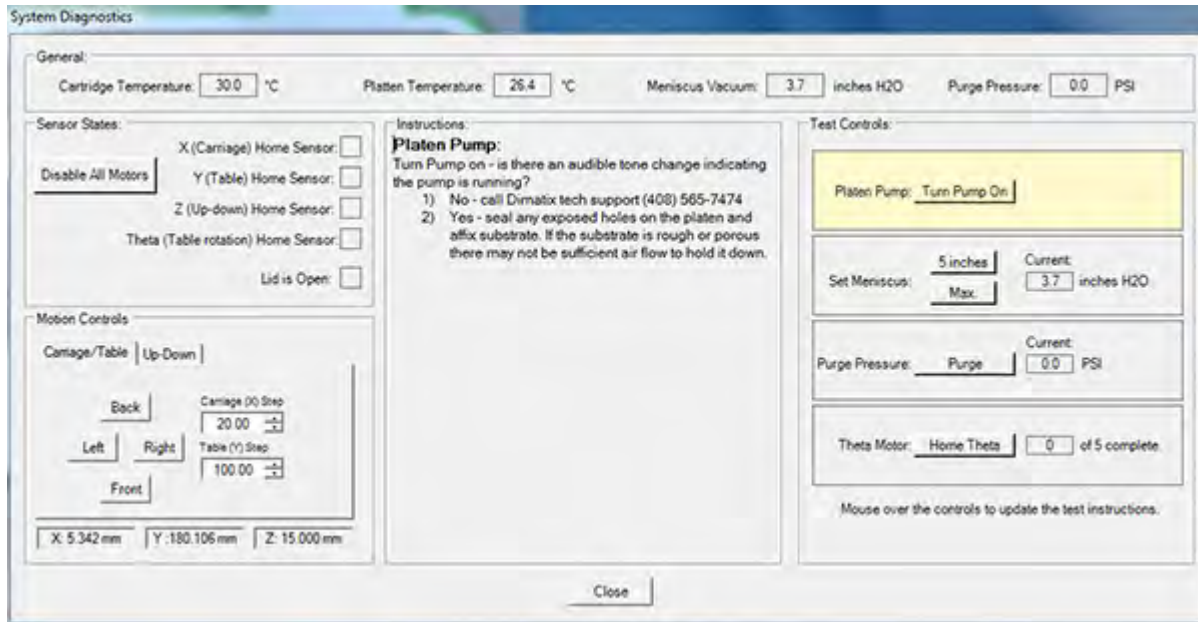 System Diagnostics
General:
Cartridge Temperature: 30.0 °C Platten Temperature: 26.4 °C Meniscus Vacuum: 3.7 inches H2O Purge Pressure: 0.0 PSI
Sensor States:
X (Carriage) Home Sensor:
Disable All Motors
Y (Table) Home Sensor:
Z (Up-down) Home Sensor:
Theta (Table rotation) Home Sensor:
Lid is Open:
Motion Controls
Carriage/Table Up-Down
Back
Left Right
Front
Carriage (X) Step
20.00
Table (Y) Step
100.00
X: 5.342 mm Y :180.106 mm Z: 15.000 mm
Instructions:
Platen Pump:
Turn Pump on - is there an audible tone change indicating
the pump is running?
1) No - call Dimatix tech support (408) 565-7474
2) Yes - seal any exposed holes on the platen and
affix substrate. If the substrate is rough or porous
there may not be sufficient air flow to hold it down.
Test Controls:
Platen Pump: Turn Pump On
Set Meniscus: 5 inches Max.
Current:
3.7 inches H2O
Purge Pressure: Purge
Current:
0.0 PSI
Theta Motor: Home Theta 0 of 5 complete.
Mouse over the controls to update the test instructions.
Close